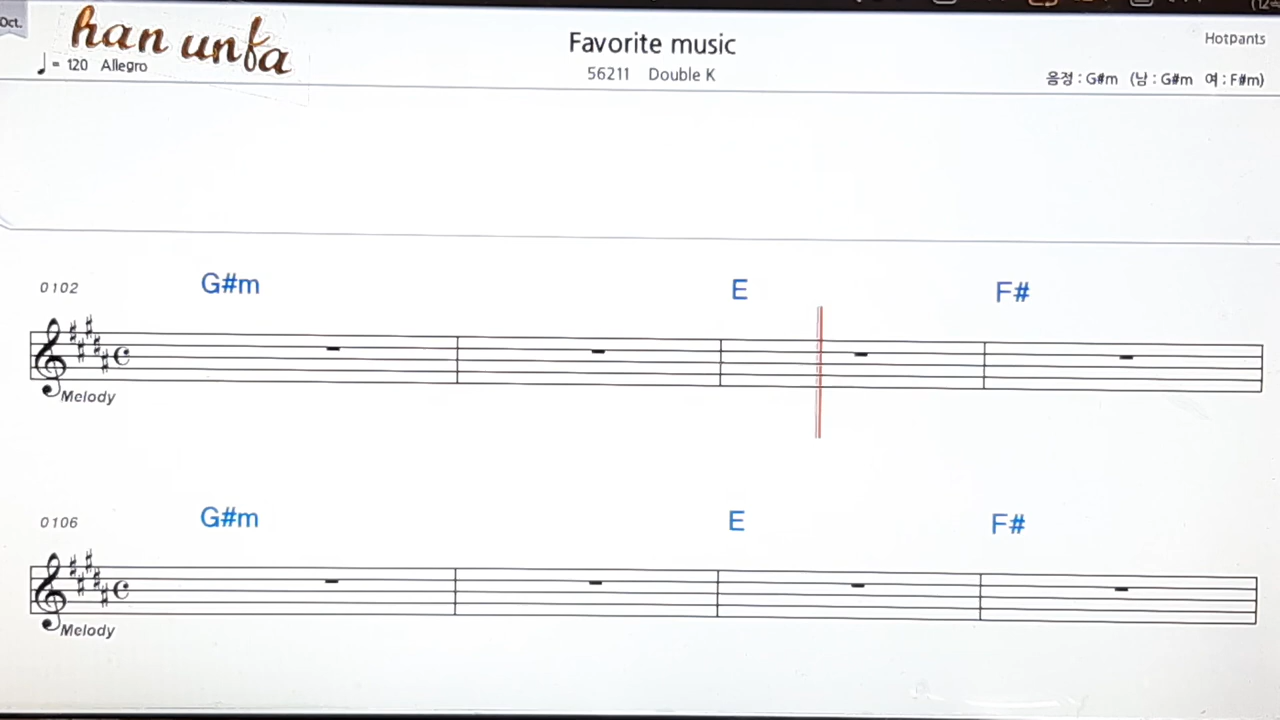 Oct.
han unfa
♩ = 120 Allegro
Favorite music
56211 Double K
Hotpants
음정 : G#m (남 : G#m 여 : F#m)
0102
G#m E F#
Melody
0106
G#m E F#
Melody